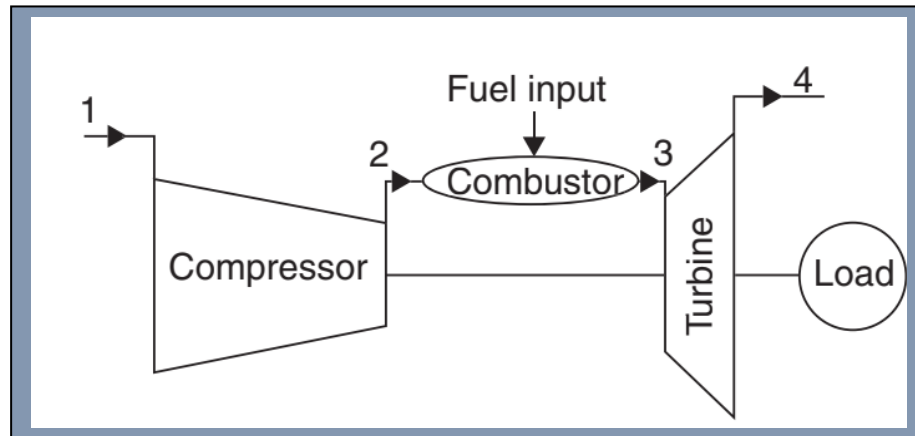 1
Fuel input
2
Combustor
3
4
Compressor
Turbine
Load